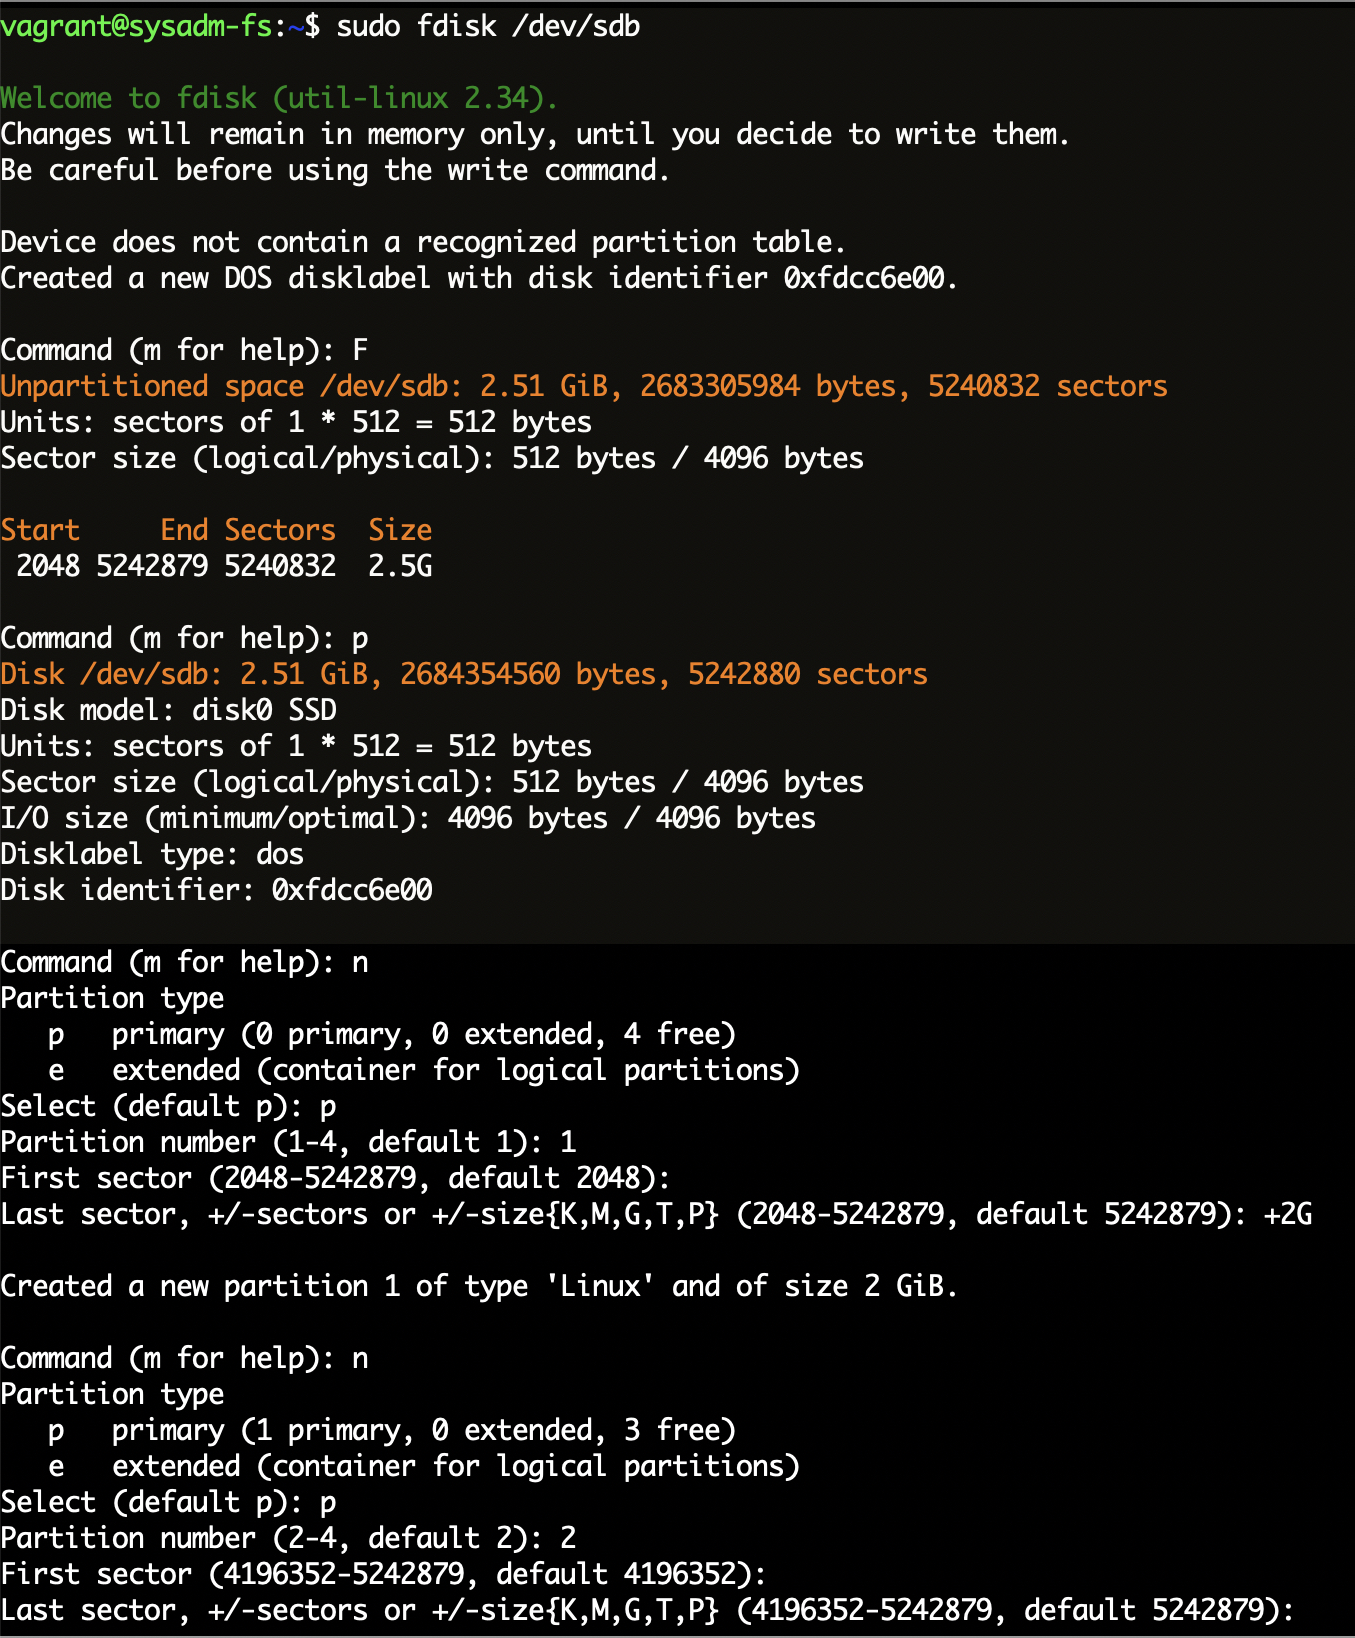 vagrant@sysadm-fs:~$ sudo fdisk /dev/sdb

Welcome to fdisk (util-linux 2.34).
Changes will remain in memory only, until you decide to write them.
Be careful before using the write command.

Device does not contain a recognized partition table.
Created a new DOS disklabel with disk identifier 0xfdcc6e00.

Command (m for help): F
Unpartitioned space /dev/sdb: 2.51 GiB, 2683305984 bytes, 5240832 sectors
Units: sectors of 1 * 512 = 512 bytes
Sector size (logical/physical): 512 bytes / 4096 bytes

Start     End Sectors  Size
 2048 5242879 5240832  2.5G

Command (m for help): p
Disk /dev/sdb: 2.51 GiB, 2684354560 bytes, 5242880 sectors
Disk model: disk0 SSD
Units: sectors of 1 * 512 = 512 bytes
Sector size (logical/physical): 512 bytes / 4096 bytes
I/O size (minimum/optimal): 4096 bytes / 4096 bytes
Disklabel type: dos
Disk identifier: 0xfdcc6e00

Command (m for help): n
Partition type
   p   primary (0 primary, 0 extended, 4 free)
   e   extended (container for logical partitions)
Select (default p): p
Partition number (1-4, default 1): 1
First sector (2048-5242879, default 2048):
Last sector, +/-sectors or +/-size{K,M,G,T,P} (2048-5242879, default 5242879): +2G

Created a new partition 1 of type 'Linux' and of size 2 GiB.

Command (m for help): n
Partition type
   p   primary (1 primary, 0 extended, 3 free)
   e   extended (container for logical partitions)
Select (default p): p
Partition number (2-4, default 2): 2
First sector (4196352-5242879, default 4196352):
Last sector, +/-sectors or +/-size{K,M,G,T,P} (4196352-5242879, default 5242879):